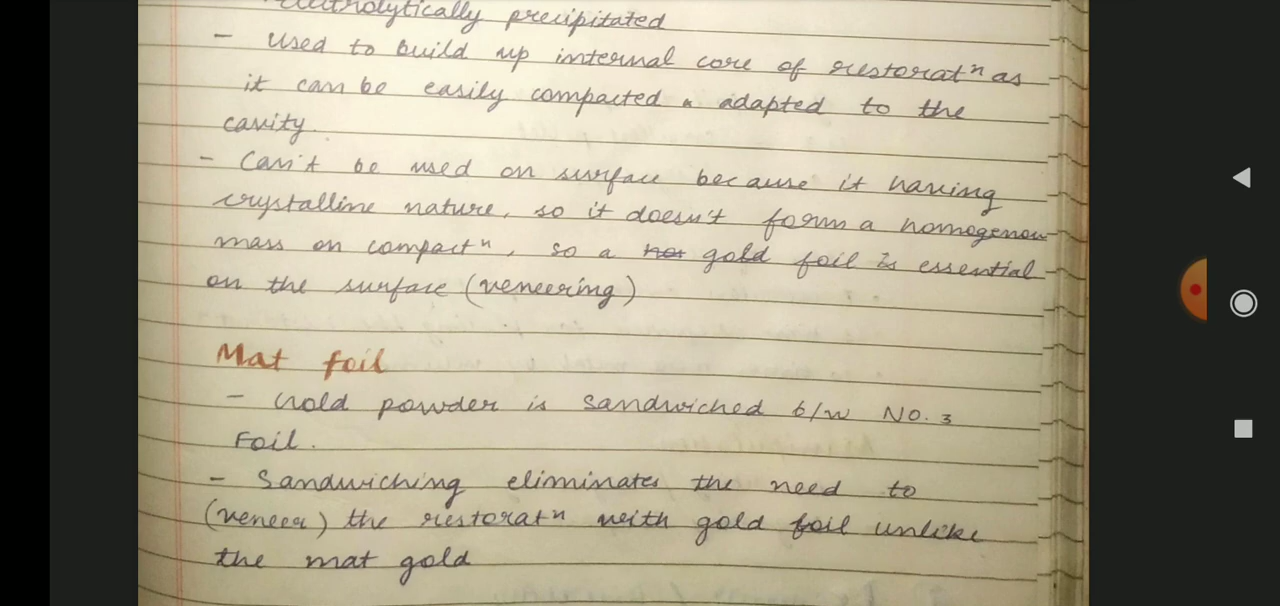 electrolytically precipitated
- Used to build up internal core of restoratⁿ as
it can be easily compacted & adapted to the
cavity.
- Can't be used on surface because it having
crystalline nature, so it doesn't form a homogenou
mass on compactⁿ, so a not gold foil is essential
on the surface (veneering)
Mat foil
- Gold powder is sandwiched b/w NO. 3
Foil.
- Sandwiching eliminates the need to
(veneer) the restoratⁿ with gold foil unlike
the mat gold